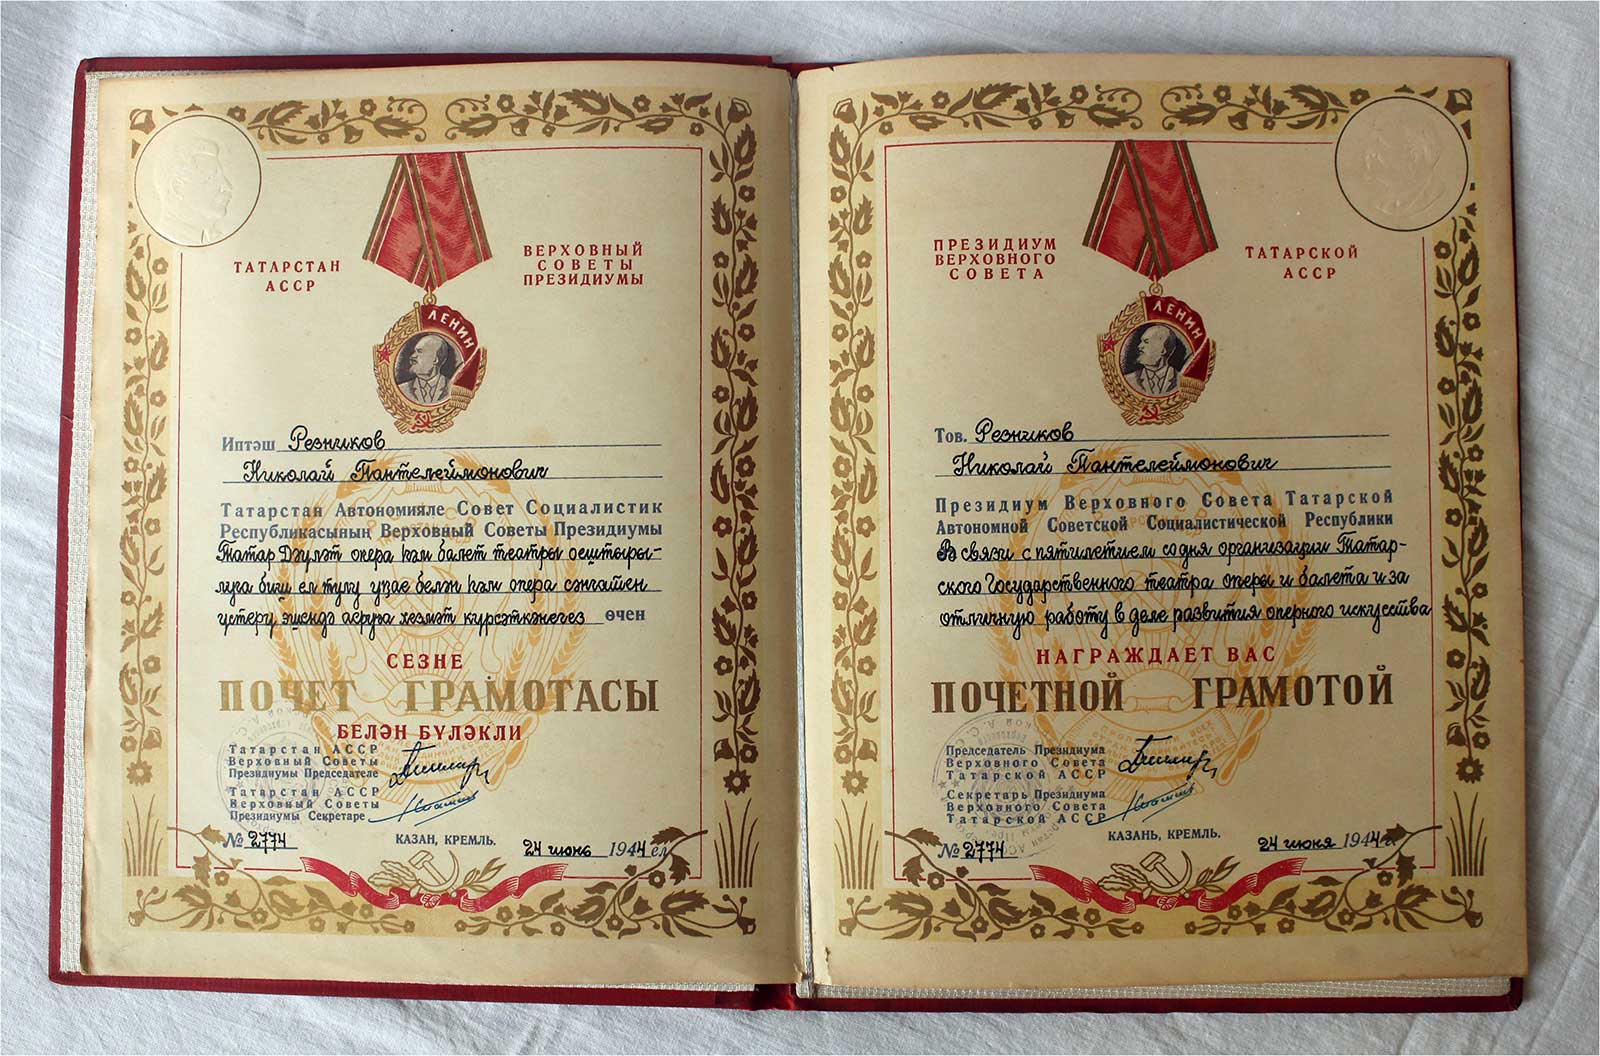 ТАТАРСТАН
АССР
ВЕРХОВНЫЙ
СОВЕТЫ
ПРЕЗИДИУМЫ
ЛЕНИН
Иптәш Резников
Николай Пантелеймонович
Татарстан Автономияле Совет Социалистик
Республикасының Верховный Советы Президиумы
Татар Дәүләт опера һәм балет театры оештыры-
луга биш ел тулу уңае белән һәм опера сәнгатен
үстерү эшендә аеруча хезмәт күрсәткәнегез өчен
СЕЗНЕ
ПОЧЕТ ГРАМОТАСЫ
БЕЛӘН БҮЛӘКЛИ
Татарстан АССР
Верховный Советы
Президиумы Председателе
Татарстан АССР
Верховный Советы
Президиумы Секретаре
№ 2774
КАЗАН, КРЕМЛЬ.
24 июнь 1944 ел
ПРЕЗИДИУМ
ВЕРХОВНОГО
СОВЕТА
ТАТАРСКОЙ
АССР
ЛЕНИН
Тов. Резников
Николай Пантелеймонович
Президиум Верховного Совета Татарской
Автономной Советской Социалистической Республики
В связи с пятилетием со дня организации Татар-
ского Государственного театра оперы и балета и за
отличную работу в деле развития оперного искусства
НАГРАЖДАЕТ ВАС
ПОЧЕТНОЙ ГРАМОТОЙ
Председатель Президиума
Верховного Совета
Татарской АССР
Секретарь Президиума
Верховного Совета
Татарской АССР
№ 2774
КАЗАНЬ, КРЕМЛЬ.
24 июня 1944 г.